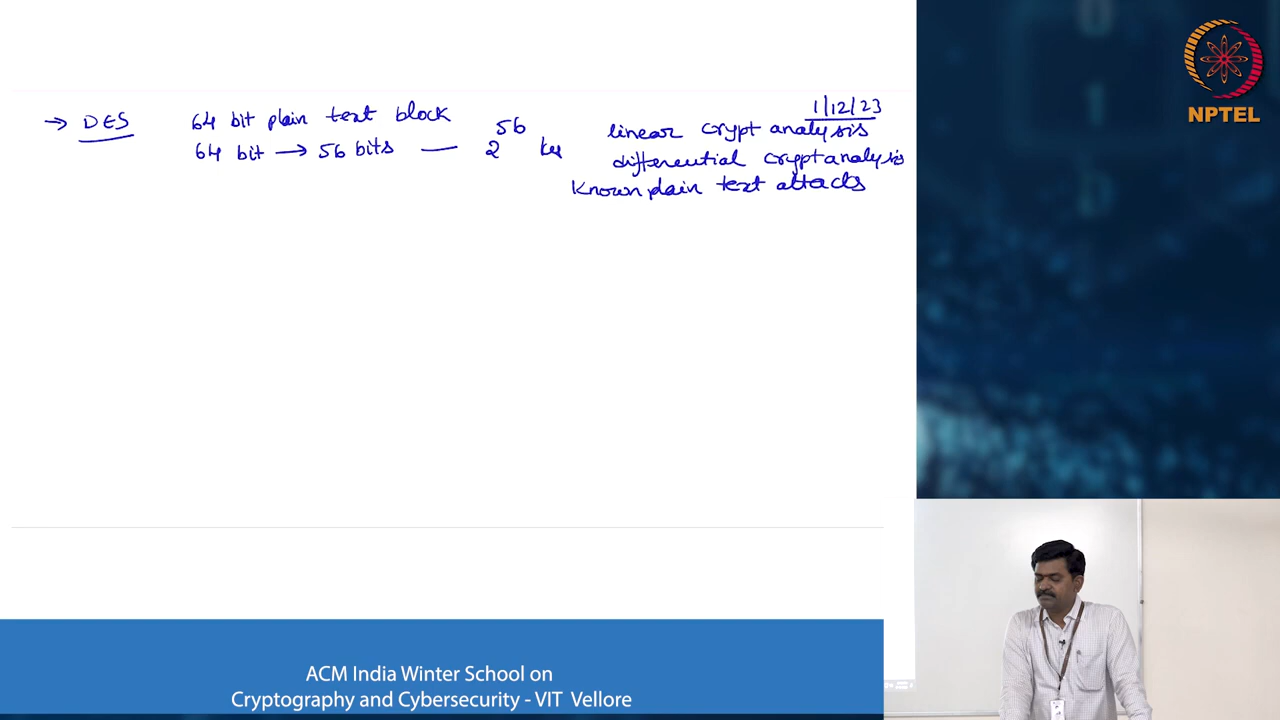 1/12/23
→ DES 64 bit plain text block
64 bit → 56 bits — 2^56 key
linear crypt analysis
differential cryptanalysis
Known plain text attacks
NPTEL
ACM India Winter School on
Cryptography and Cybersecurity - VIT Vellore